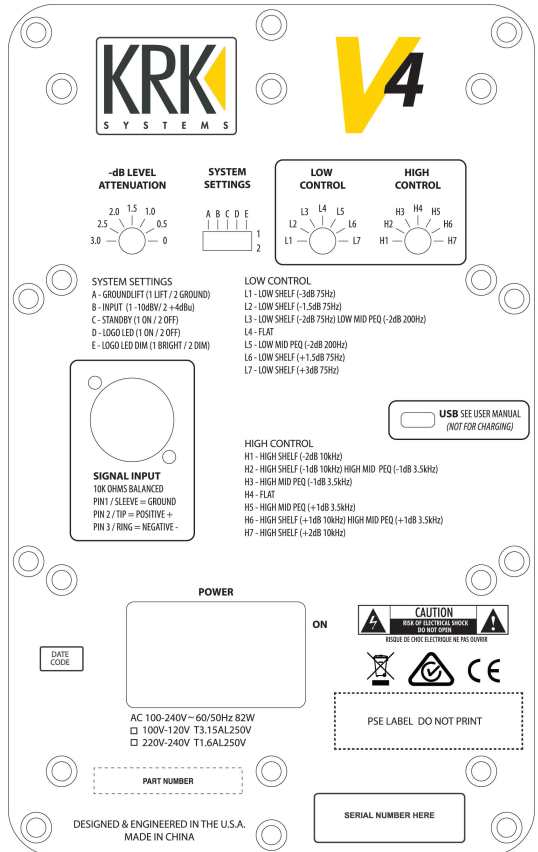 KRK
SYSTEMS
V4
-dB LEVEL
ATTENUATION
3.0 2.5 2.0 1.5 1.0 0.5 0
SYSTEM
SETTINGS
A B C D E
1
2
LOW
CONTROL
L1 L2 L3 L4 L5 L6 L7
HIGH
CONTROL
H1 H2 H3 H4 H5 H6 H7
SYSTEM SETTINGS
A - GROUNDLIFT (1 LIFT / 2 GROUND)
B - INPUT (1 -10dBV/ 2 +4dBu)
C - STANDBY (1 ON / 2 OFF)
D - LOGO LED (1 ON / 2 OFF)
E - LOGO LED DIM (1 BRIGHT / 2 DIM)
LOW CONTROL
L1 - LOW SHELF (-3dB 75Hz)
L2 - LOW SHELF (-1.5dB 75Hz)
L3 - LOW SHELF (-2dB 75Hz) LOW MID PEQ (-2dB 200Hz)
L4 - FLAT
L5 - LOW MID PEQ (-2dB 200Hz)
L6 - LOW SHELF (+1.5dB 75Hz)
L7 - LOW SHELF (+3dB 75Hz)
SIGNAL INPUT
10K OHMS BALANCED
PIN1 / SLEEVE = GROUND
PIN 2 / TIP = POSITIVE +
PIN 3 / RING = NEGATIVE -
USB SEE USER MANUAL
(NOT FOR CHARGING)
HIGH CONTROL
H1 - HIGH SHELF (-2dB 10kHz)
H2 - HIGH SHELF (-1dB 10kHz) HIGH MID PEQ (-1dB 3.5kHz)
H3 - HIGH MID PEQ (-1dB 3.5kHz)
H4 - FLAT
H5 - HIGH MID PEQ (+1dB 3.5kHz)
H6 - HIGH SHELF (+1dB 10kHz) HIGH MID PEQ (+1dB 3.5kHz)
H7 - HIGH SHELF (+2dB 10kHz)
POWER
ON
CAUTION
RISK OF ELECTRICAL SHOCK
DO NOT OPEN
RISQUE DE CHOC ELECTRIQUE NE PAS OUVRIR
DATE
CODE
CE
AC 100-240V~60/50Hz 82W
100V-120V T3.15AL250V
220V-240V T1.6AL250V
PSE LABEL DO NOT PRINT
PART NUMBER
SERIAL NUMBER HERE
DESIGNED & ENGINEERED IN THE U.S.A.
MADE IN CHINA